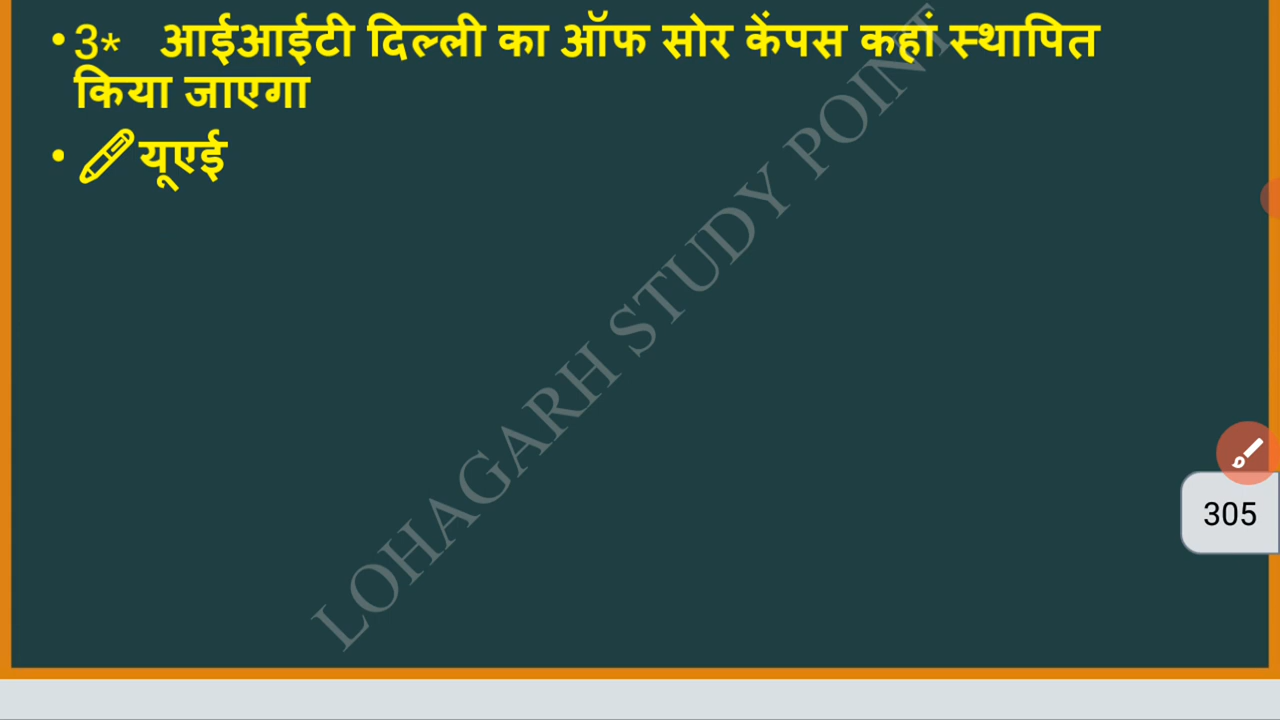 • 3* आईआईटी दिल्ली का ऑफ सोर केंपस कहां स्थापित
किया जाएगा
• यूएई
LOHAGARH STUDY POINT
305